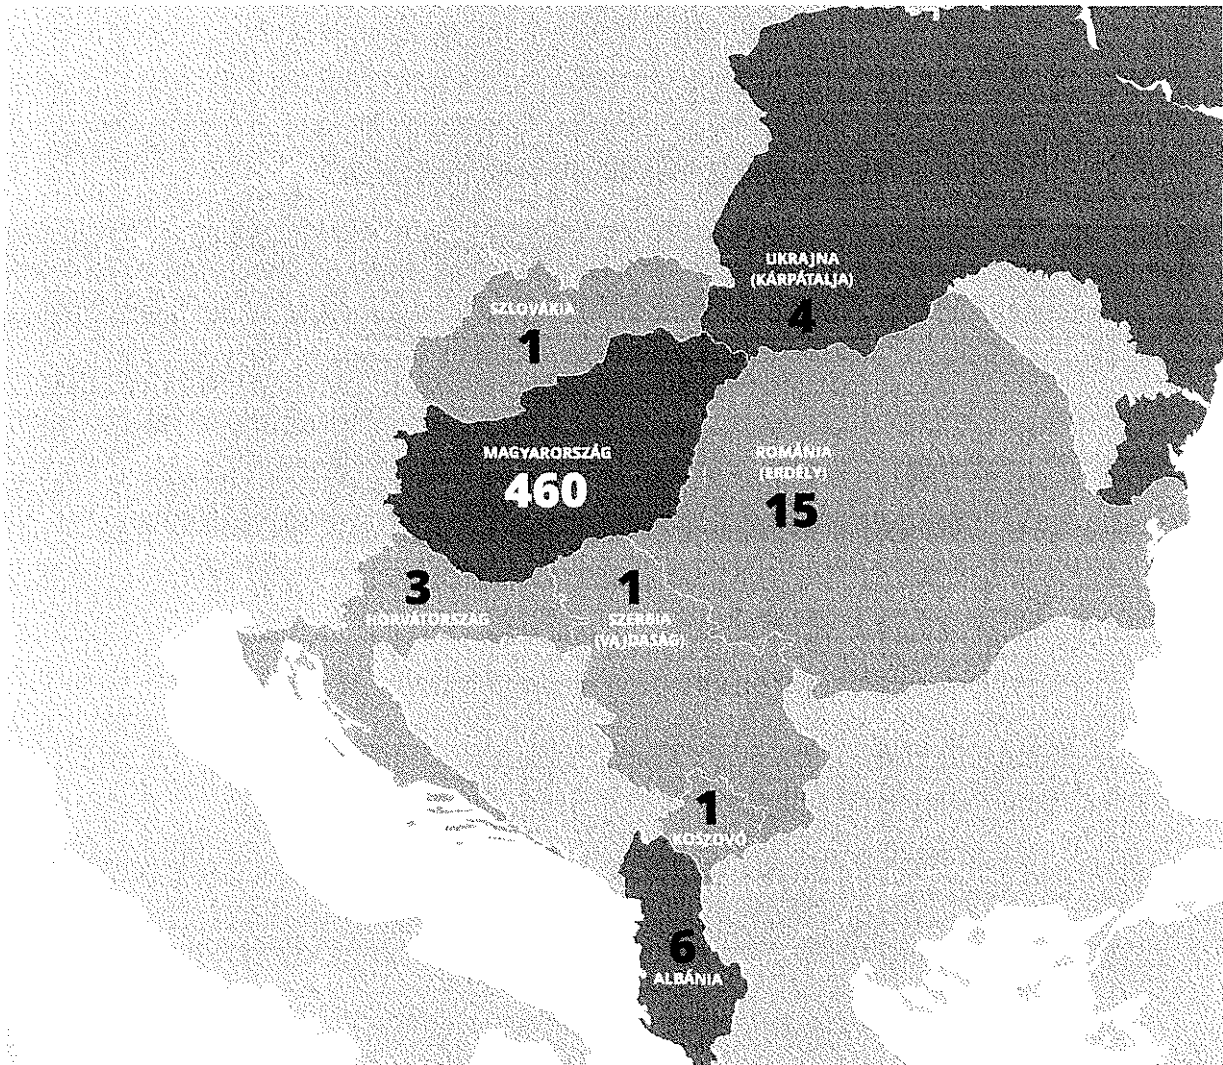 UKRAJNA
(KÁRPÁTALJA)
4
SZLOVÁKIA
1
MAGYARORSZÁG
460
ROMÁNIA
(ERDÉLY)
15
3
HORVÁTORSZÁG
1
SZERBIA
(VAJDASÁG)
1
KOSZOVÓ
6
ALBÁNIA